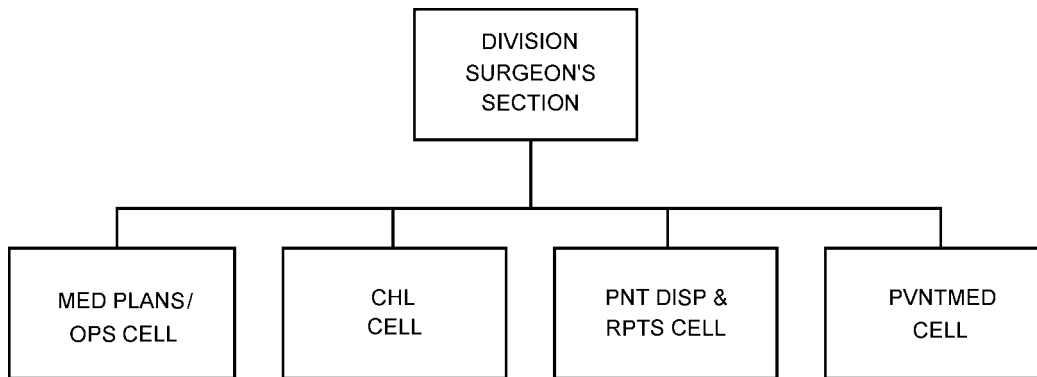 DIVISION
SURGEON'S
SECTION
MED PLANS/
OPS CELL
CHL
CELL
PNT DISP &
RPTS CELL
PVNTMED
CELL